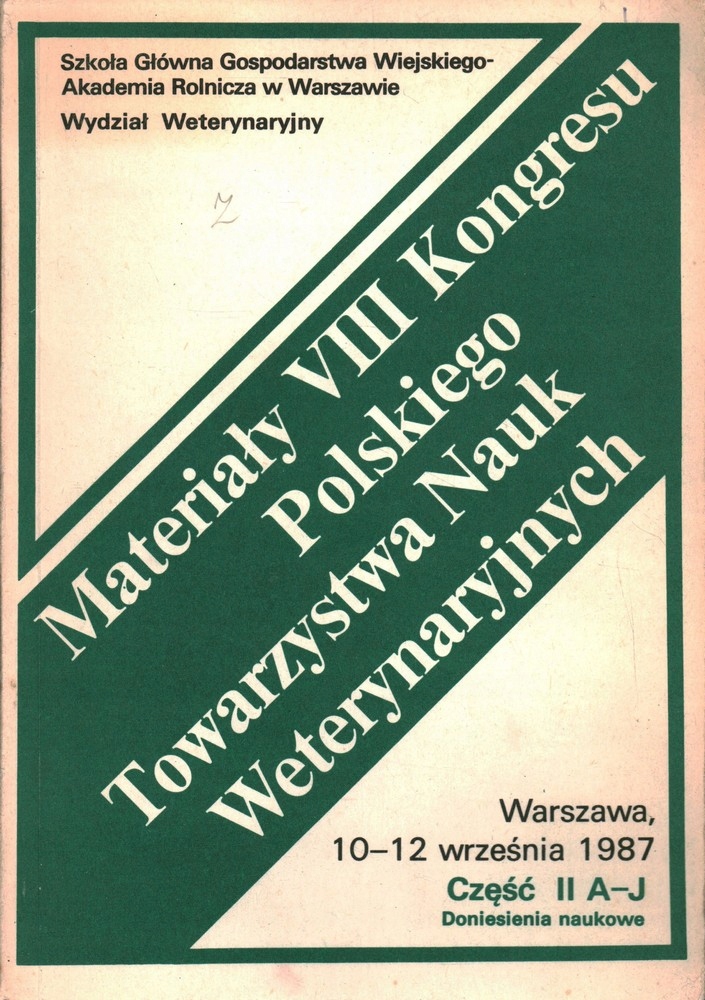 Szkoła Główna Gospodarstwa Wiejskiego-
Akademia Rolnicza w Warszawie
Wydział Weterynaryjny
Z
Materiały VIII Kongresu
Polskiego
Towarzystwa Nauk
Weterynaryjnych
Warszawa,
10–12 września 1987
Część II A–J
Doniesienia naukowe